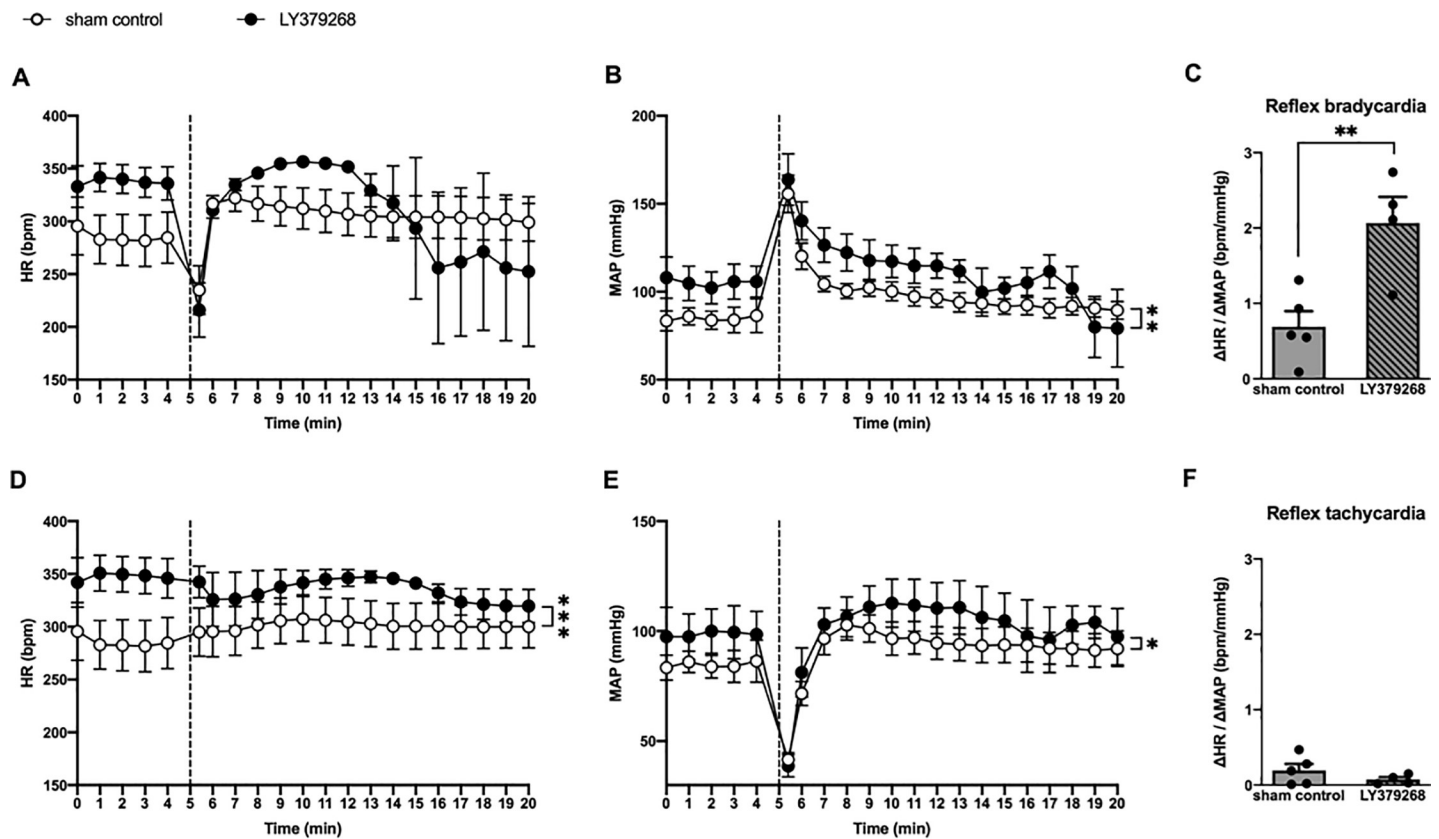 sham control LY379268
A
HR (bpm)
400
350
300
250
200
150
0 1 2 3 4 5 6 7 8 9 10 11 12 13 14 15 16 17 18 19 20
Time (min)
B
MAP (mmHg)
200
150
100
50
0 1 2 3 4 5 6 7 8 9 10 11 12 13 14 15 16 17 18 19 20
Time (min)
**
C
Reflex bradycardia
**
ΔHR / ΔMAP (bpm/mmHg)
3
2
1
0
sham control LY379268
D
HR (bpm)
400
350
300
250
200
150
0 1 2 3 4 5 6 7 8 9 10 11 12 13 14 15 16 17 18 19 20
Time (min)
***
E
MAP (mmHg)
150
100
50
0 1 2 3 4 5 6 7 8 9 10 11 12 13 14 15 16 17 18 19 20
Time (min)
*
F
Reflex tachycardia
ΔHR / ΔMAP (bpm/mmHg)
3
2
1
0
sham control LY379268